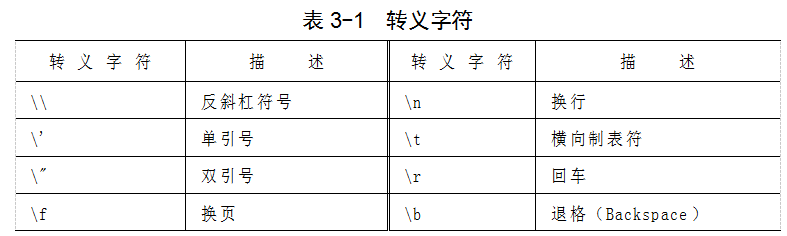 表 3-1 转义字符
转义字符 描述 转义字符 描述
\\ 反斜杠符号 \n 换行
\' 单引号 \t 横向制表符
\" 双引号 \r 回车
\f 换页 \b 退格（Backspace）